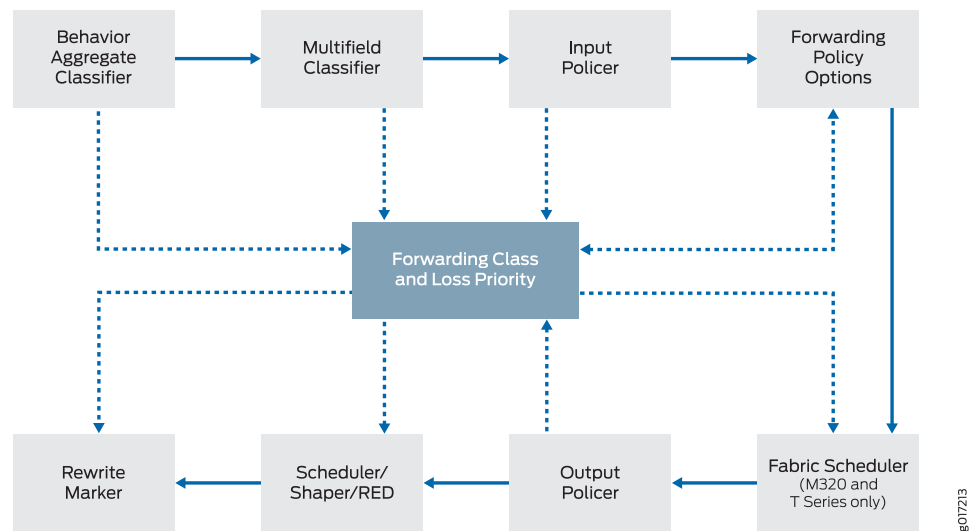 Behavior
Aggregate
Classifier
Multifield
Classifier
Input
Policer
Forwarding
Policy
Options
Forwarding Class
and Loss Priority
Rewrite
Marker
Scheduler/
Shaper/RED
Output
Policer
Fabric Scheduler
(M320 and
T Series only)
g017213